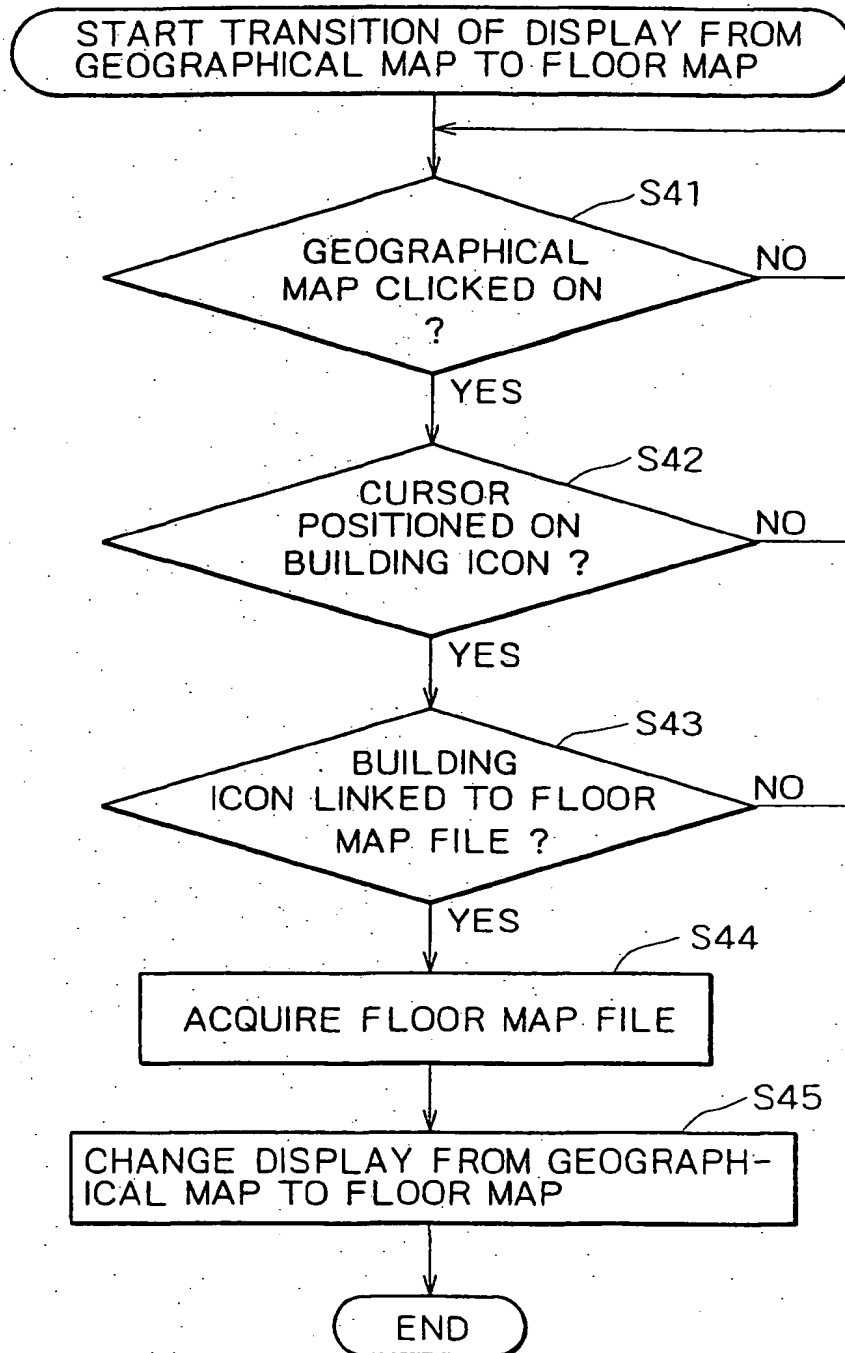 START TRANSITION OF DISPLAY FROM
GEOGRAPHICAL MAP TO FLOOR MAP
S41
GEOGRAPHICAL
MAP CLICKED ON
?
NO
YES
S42
CURSOR
POSITIONED ON
BUILDING ICON ?
NO
YES
S43
BUILDING
ICON LINKED TO FLOOR
MAP FILE ?
NO
YES
S44
ACQUIRE FLOOR MAP FILE
S45
CHANGE DISPLAY FROM GEOGRAPH-
ICAL MAP TO FLOOR MAP
END